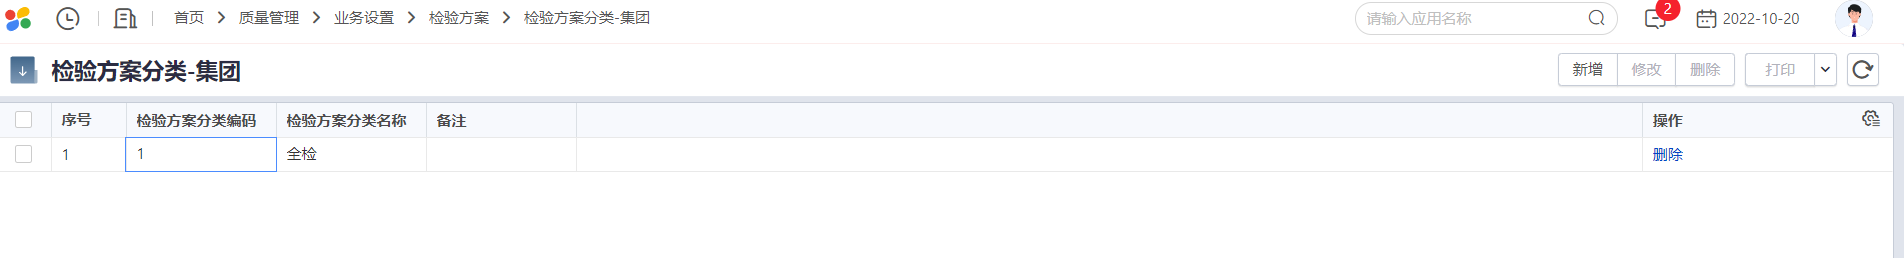 首页 > 质量管理 > 业务设置 > 检验方案 > 检验方案分类-集团 请输入应用名称 2 2022-10-20
检验方案分类-集团 新增 修改 删除 打印
序号 检验方案分类编码 检验方案分类名称 备注 操作
1 1 全检 删除